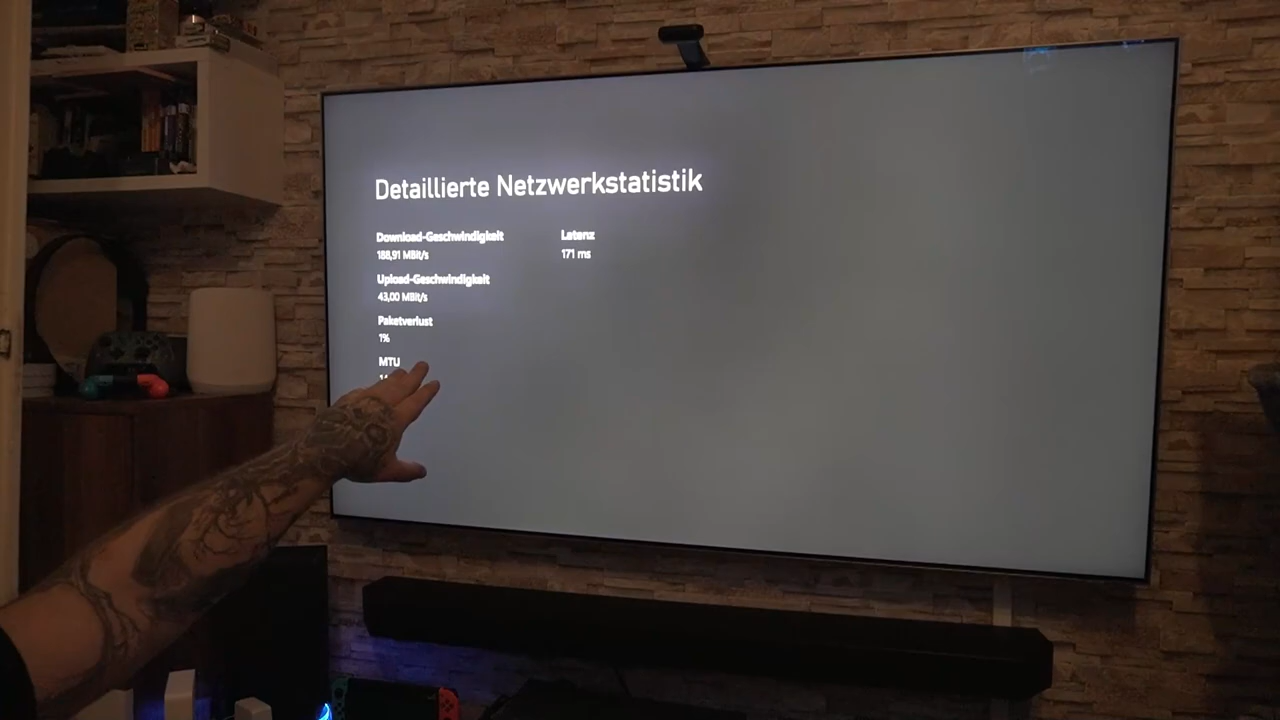 Detaillierte Netzwerkstatistik
Download-Geschwindigkeit
188,91 MBit/s
Upload-Geschwindigkeit
43,00 MBit/s
Paketverlust
1%
MTU
Latenz
171 ms